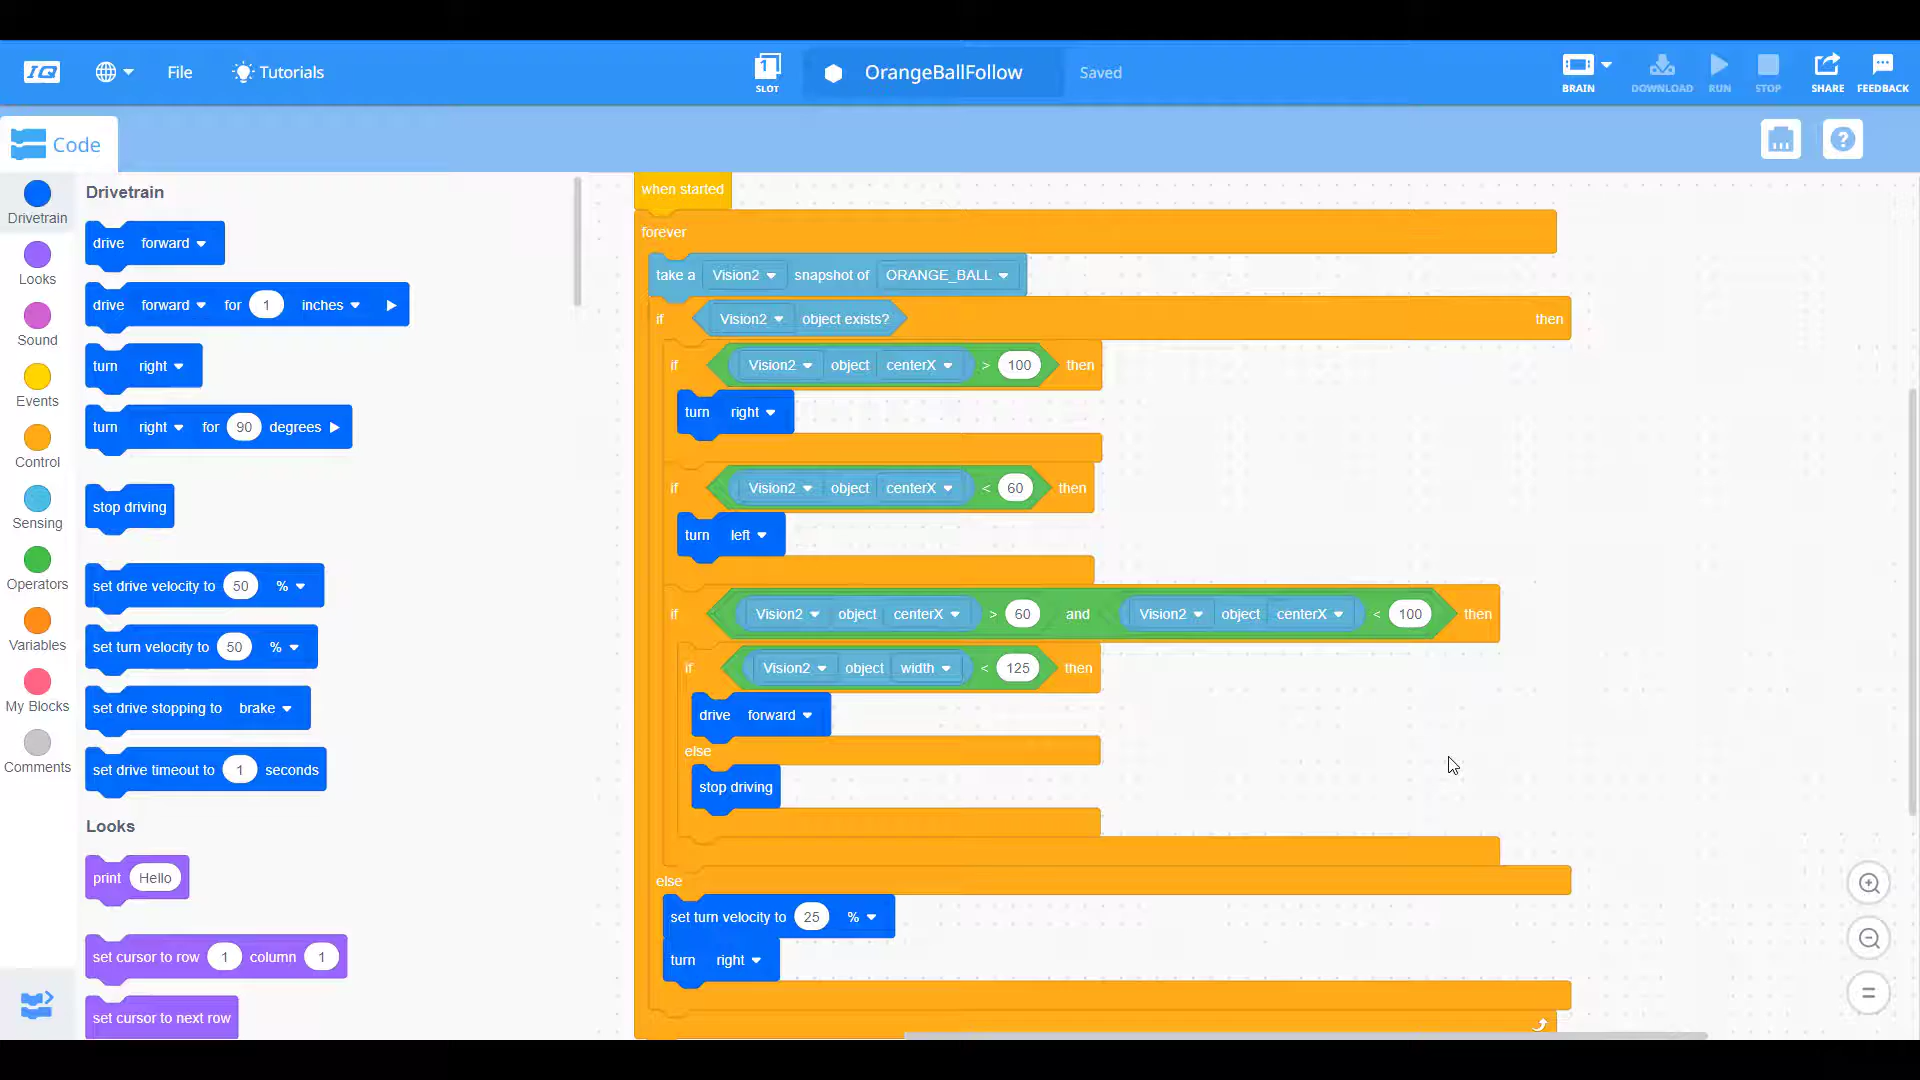 IQ
File
Tutorials
1
SLOT
OrangeBallFollow
Saved
BRAIN
DOWNLOAD
RUN
STOP
SHARE
FEEDBACK
Code
?
Drivetrain
Looks
Sound
Events
Control
Sensing
Operators
Variables
My Blocks
Comments
Drivetrain
drive forward
drive forward for 1 inches
turn right
turn right for 90 degrees
stop driving
set drive velocity to 50 %
set turn velocity to 50 %
set drive stopping to brake
set drive timeout to 1 seconds
Looks
print Hello
set cursor to row 1 column 1
set cursor to next row
when started
forever
take a Vision2 snapshot of ORANGE_BALL
if Vision2 object exists? then
if Vision2 object centerX > 100 then
turn right
if Vision2 object centerX < 60 then
turn left
if Vision2 object centerX > 60 and Vision2 object centerX < 100 then
if Vision2 object width < 125 then
drive forward
else
stop driving
else
set turn velocity to 25 %
turn right